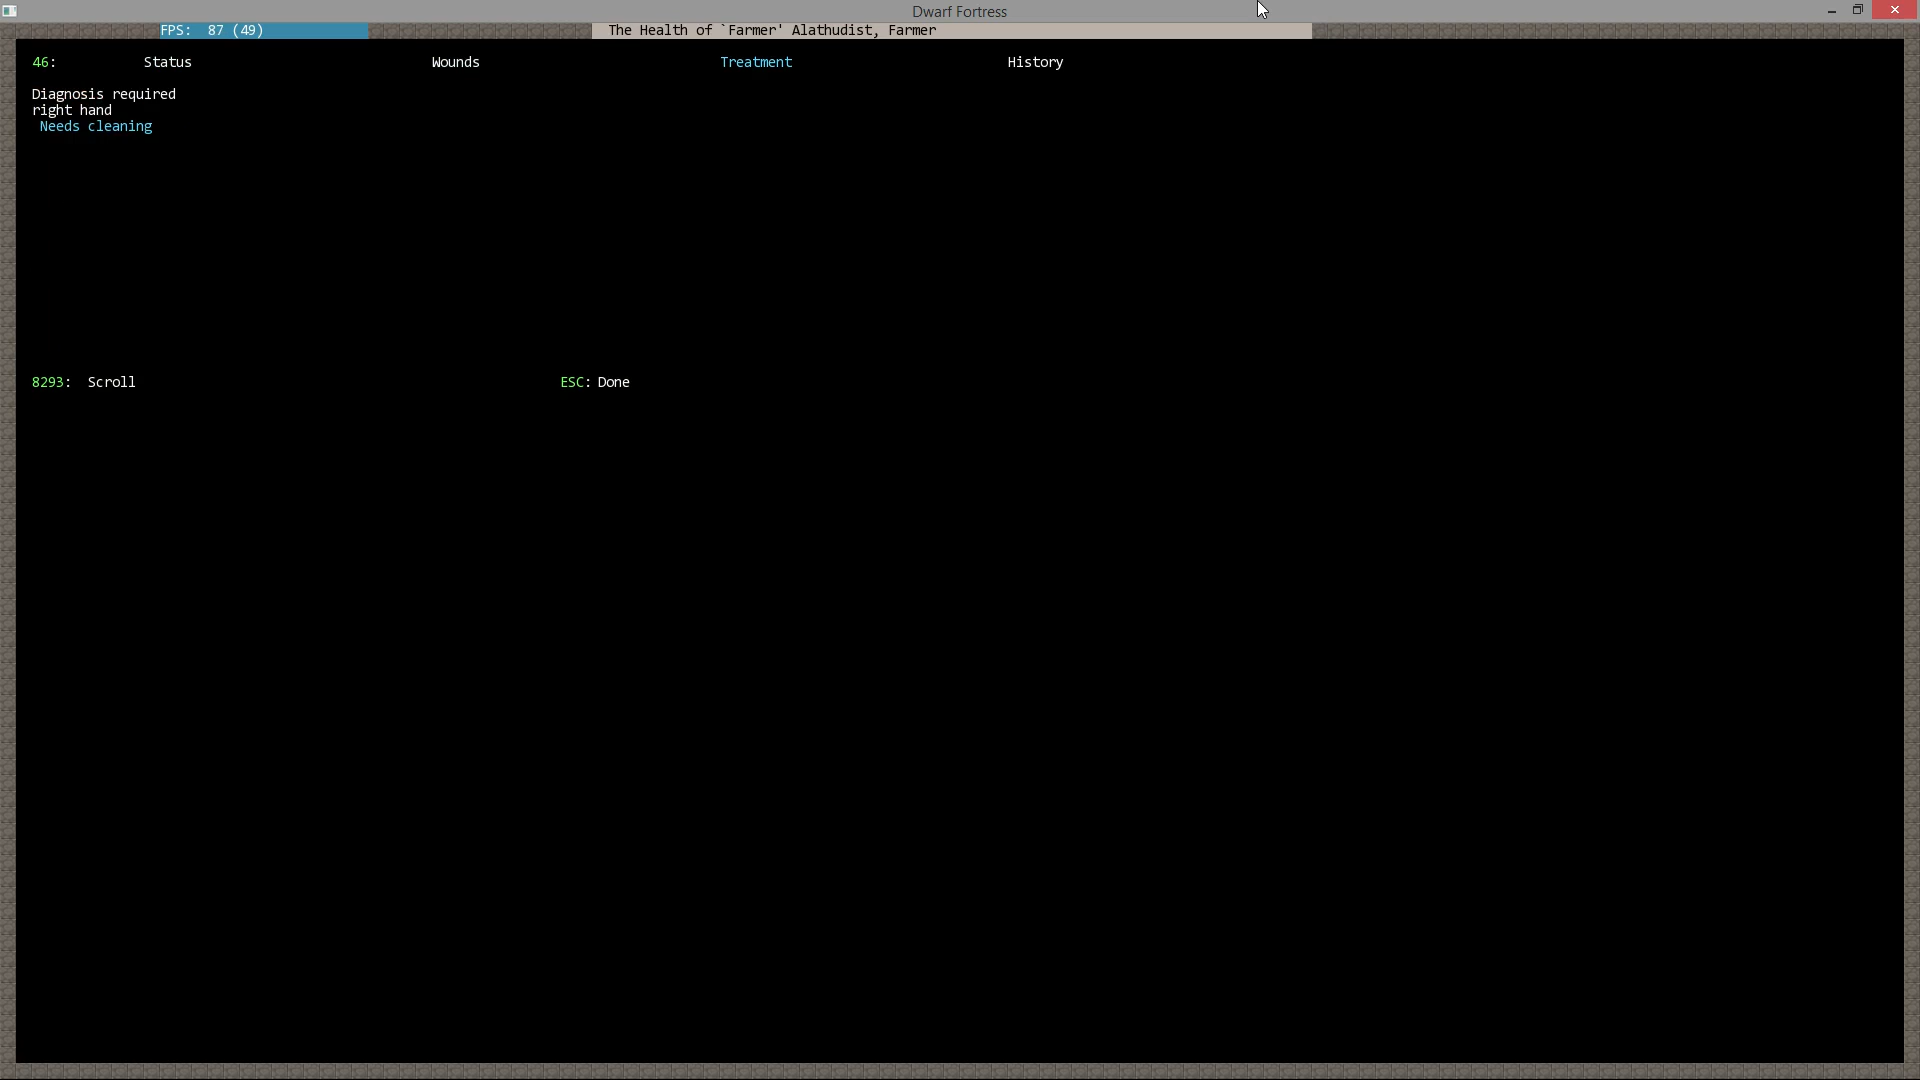 Dwarf Fortress
FPS:  87 (49)
The Health of `Farmer' Alathudist, Farmer
46: Status Wounds Treatment History
Diagnosis required
right hand
Needs cleaning
8293: Scroll ESC: Done